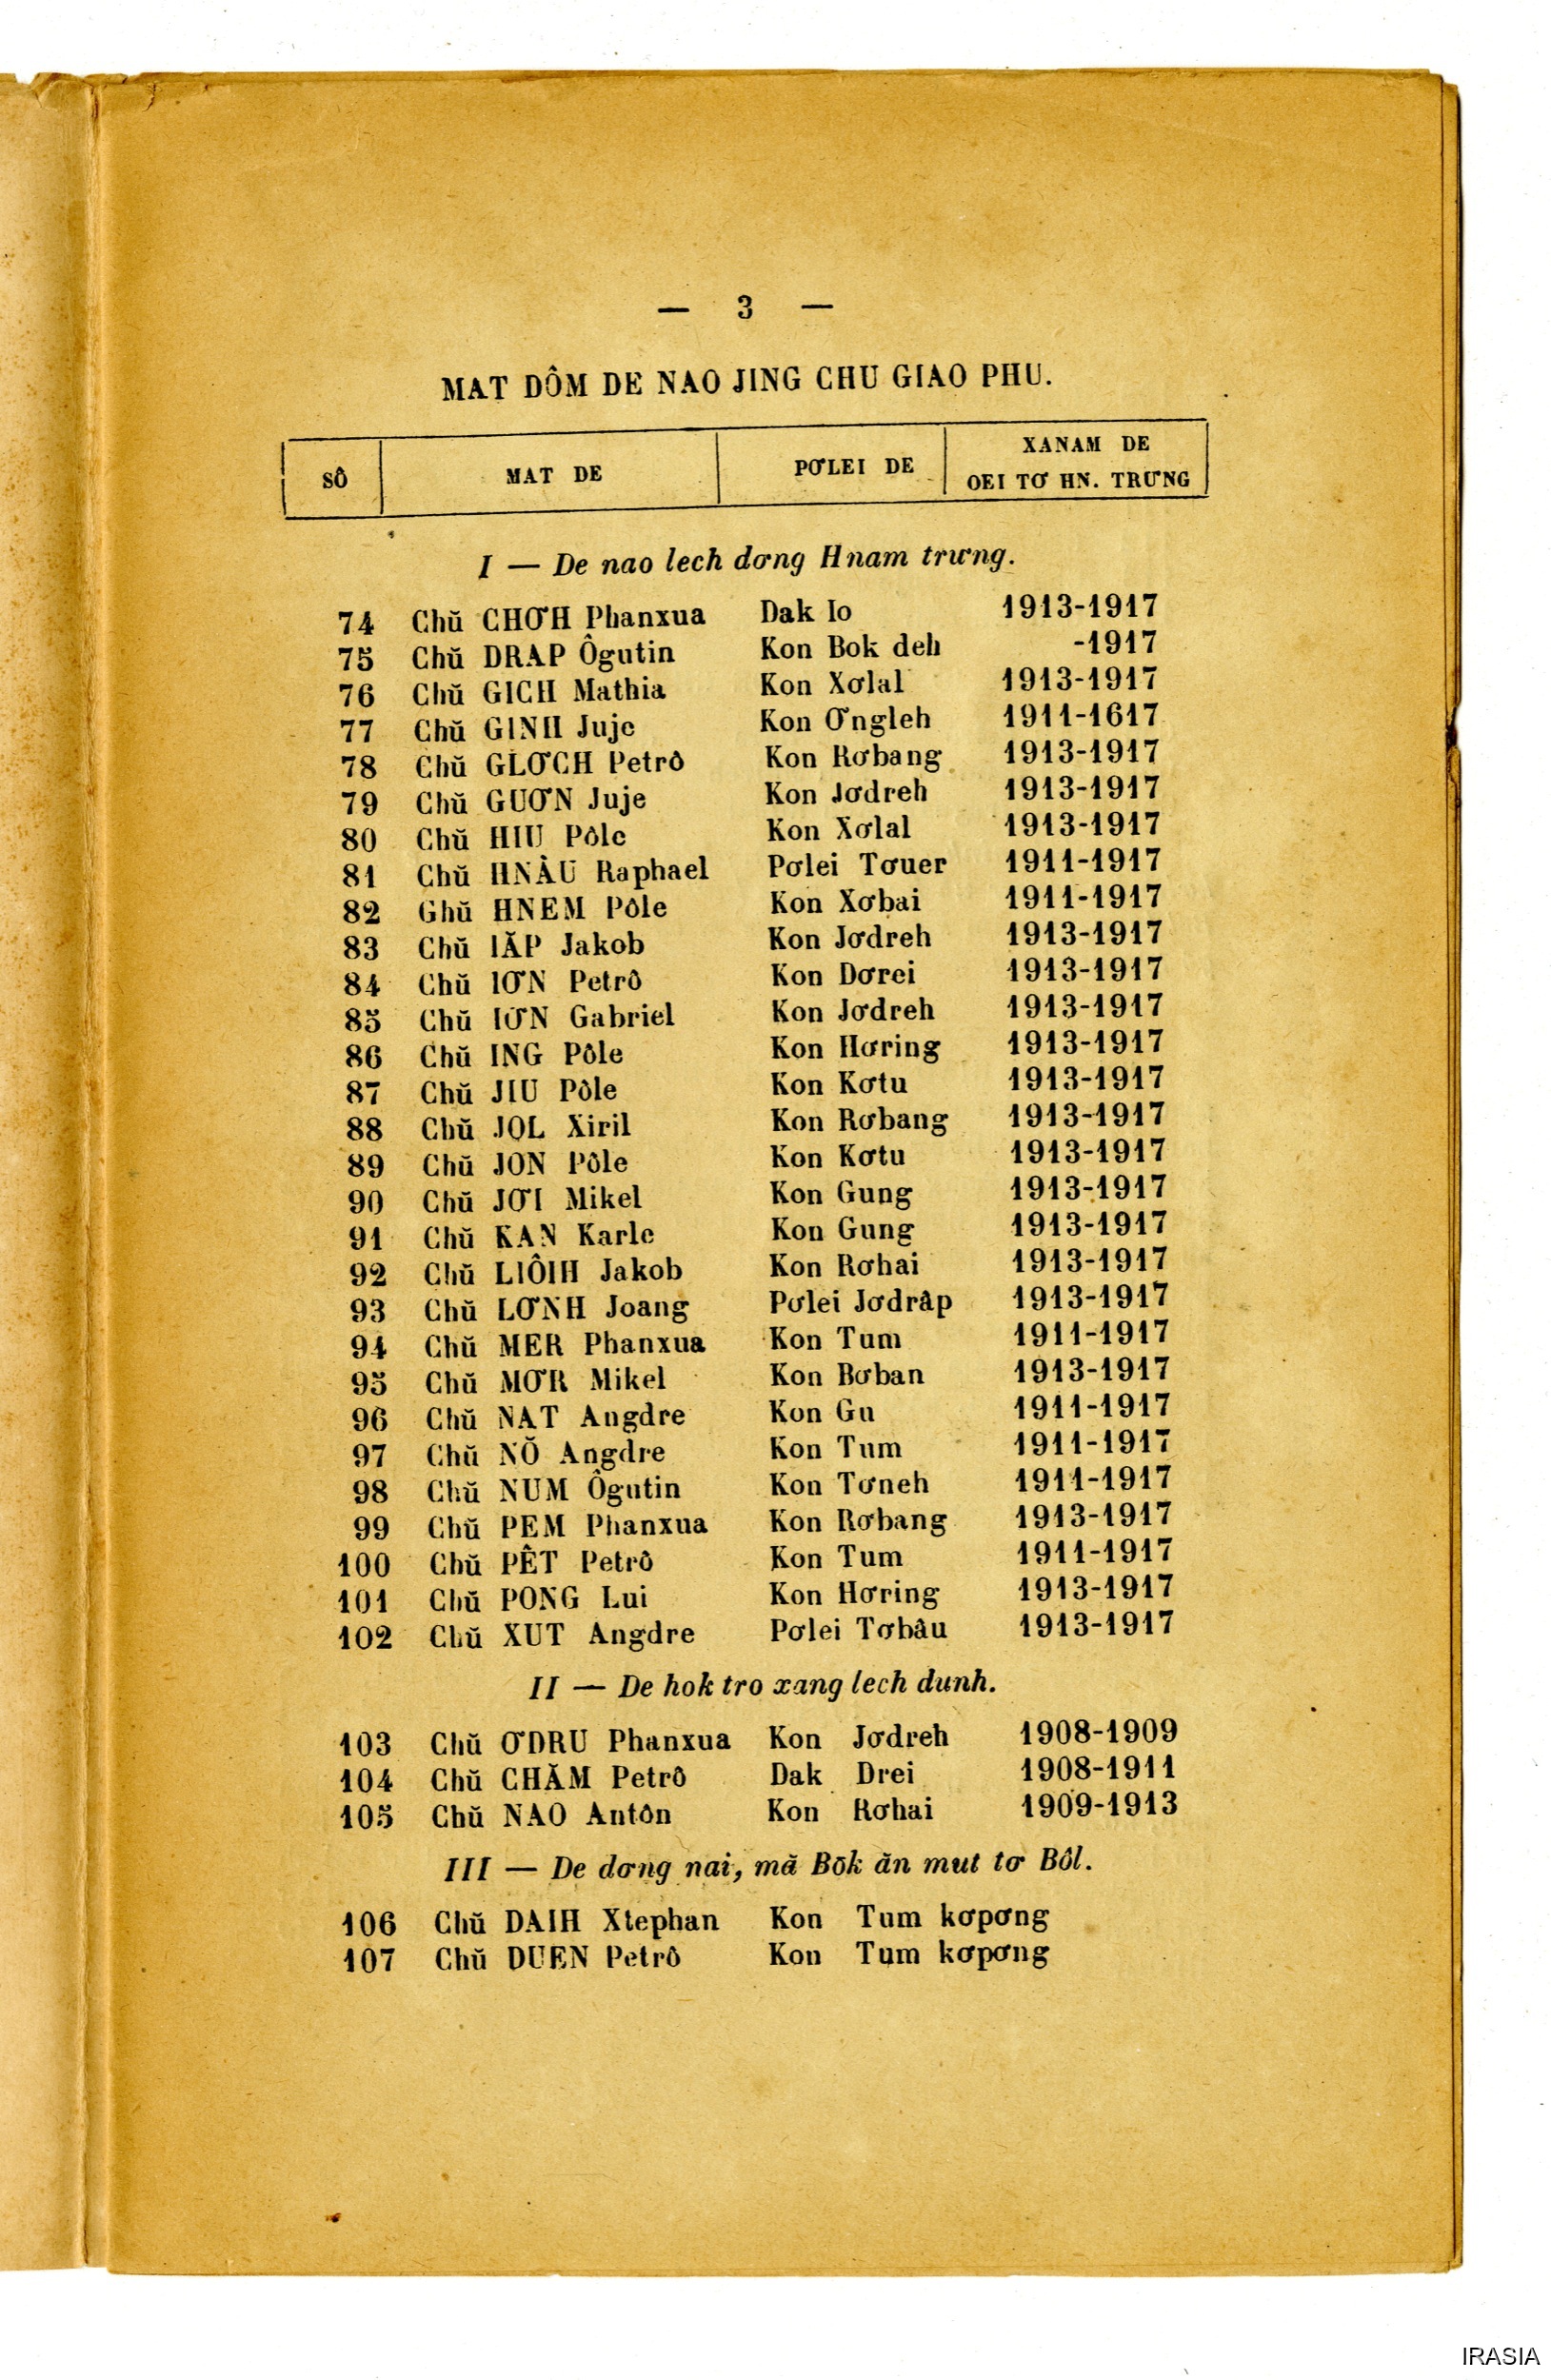 — 3 —
MAT DÔM DE NAO JING CHU GIAO PHU.
SÔ MAT DE PƠLEI DE XANAM DE OEI TƠ HN. TRƯNG
I — De nao lech dơng Hnam trưng.
74 Chŭ CHƠH Phanxua Dak Io 1913-1917
75 Chŭ DRAP Ôgutin Kon Bok deh -1917
76 Chŭ GICH Mathia Kon Xơlal 1913-1917
77 Chŭ GINH Juje Kon Ơngleh 1911-1617
78 Chŭ GLƠCH Petrô Kon Rơbang 1913-1917
79 Chŭ GUƠN Juje Kon Jơdreh 1913-1917
80 Chŭ HIU Pôle Kon Xơlal 1913-1917
81 Chŭ HNÂU Raphael Pơlei Tơuer 1911-1917
82 Ghŭ HNEM Pôle Kon Xơbai 1911-1917
83 Chŭ IĂP Jakob Kon Jơdreh 1913-1917
84 Chŭ IƠN Petrô Kon Dơrei 1913-1917
85 Chŭ IƠN Gabriel Kon Jơdreh 1913-1917
86 Chŭ ING Pôle Kon Hơring 1913-1917
87 Chŭ JIU Pôle Kon Kơtu 1913-1917
88 Chŭ JOL Xiril Kon Rơbang 1913-1917
89 Chŭ JON Pôle Kon Kơtu 1913-1917
90 Chŭ JƠI Mikel Kon Gung 1913-1917
91 Chŭ KAN Karle Kon Gung 1913-1917
92 Chŭ LIÔIH Jakob Kon Rơhai 1913-1917
93 Chŭ LƠNH Joang Pơlei Jơdrâp 1913-1917
94 Chŭ MER Phanxua Kon Tum 1911-1917
95 Chŭ MƠR Mikel Kon Bơban 1913-1917
96 Chŭ NAT Angdre Kon Gu 1911-1917
97 Chŭ NŎ Angdre Kon Tum 1911-1917
98 Chŭ NUM Ôgutin Kon Tơneh 1911-1917
99 Chŭ PEM Phanxua Kon Rơbang 1913-1917
100 Chŭ PÊT Petrô Kon Tum 1911-1917
101 Chŭ PONG Lui Kon Hơring 1913-1917
102 Chŭ XUT Angdre Pơlei Tơbâu 1913-1917
II — De hok tro xang lech dunh.
103 Chŭ ƠDRU Phanxua Kon Jơdreh 1908-1909
104 Chŭ CHĂM Petrô Dak Drei 1908-1911
105 Chŭ NAO Antôn Kon Rơhai 1909-1913
III — De dơng nai, mă Bŏk ăn mut tơ Bôl.
106 Chŭ DAIH Xtephan Kon Tum kơpơng
107 Chŭ DUEN Petrô Kon Tum kơpơng
IRASIA